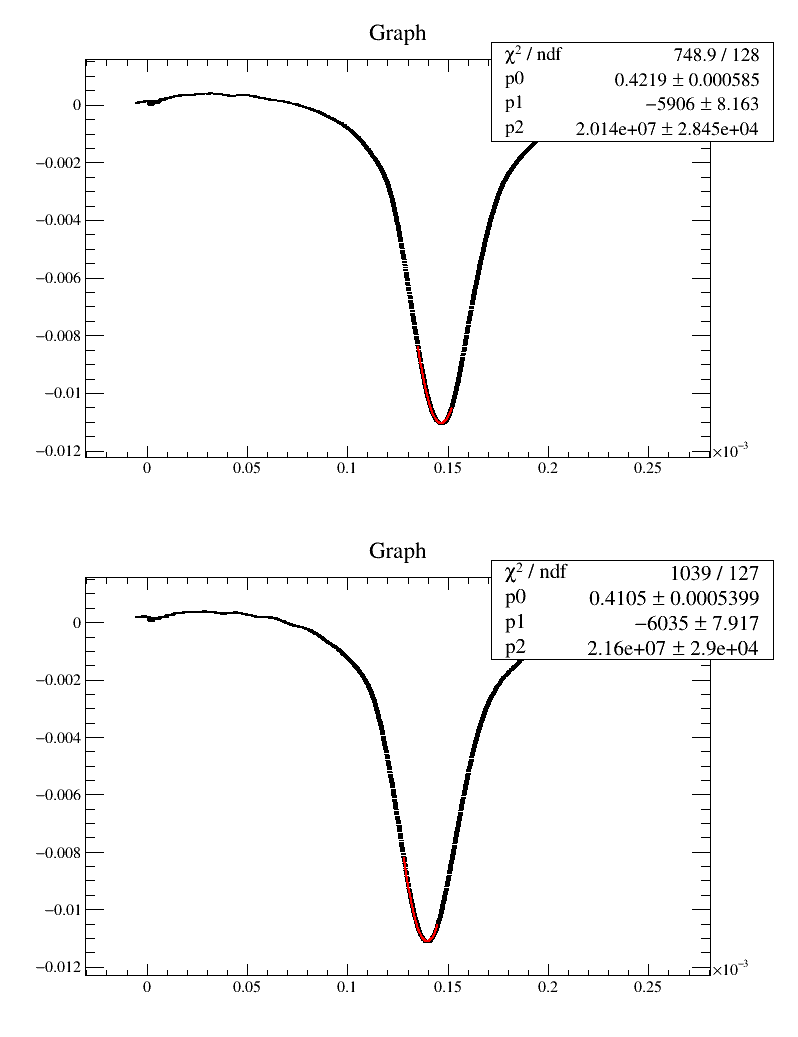 Graph
χ² / ndf 748.9 / 128
p0 0.4219 ± 0.000585
p1 −5906 ± 8.163
p2 2.014e+07 ± 2.845e+04
0
−0.002
−0.004
−0.006
−0.008
−0.01
−0.012
0 0.05 0.1 0.15 0.2 0.25
×10⁻³
Graph
χ² / ndf 1039 / 127
p0 0.4105 ± 0.0005399
p1 −6035 ± 7.917
p2 2.16e+07 ± 2.9e+04
0
−0.002
−0.004
−0.006
−0.008
−0.01
−0.012
0 0.05 0.1 0.15 0.2 0.25
×10⁻³